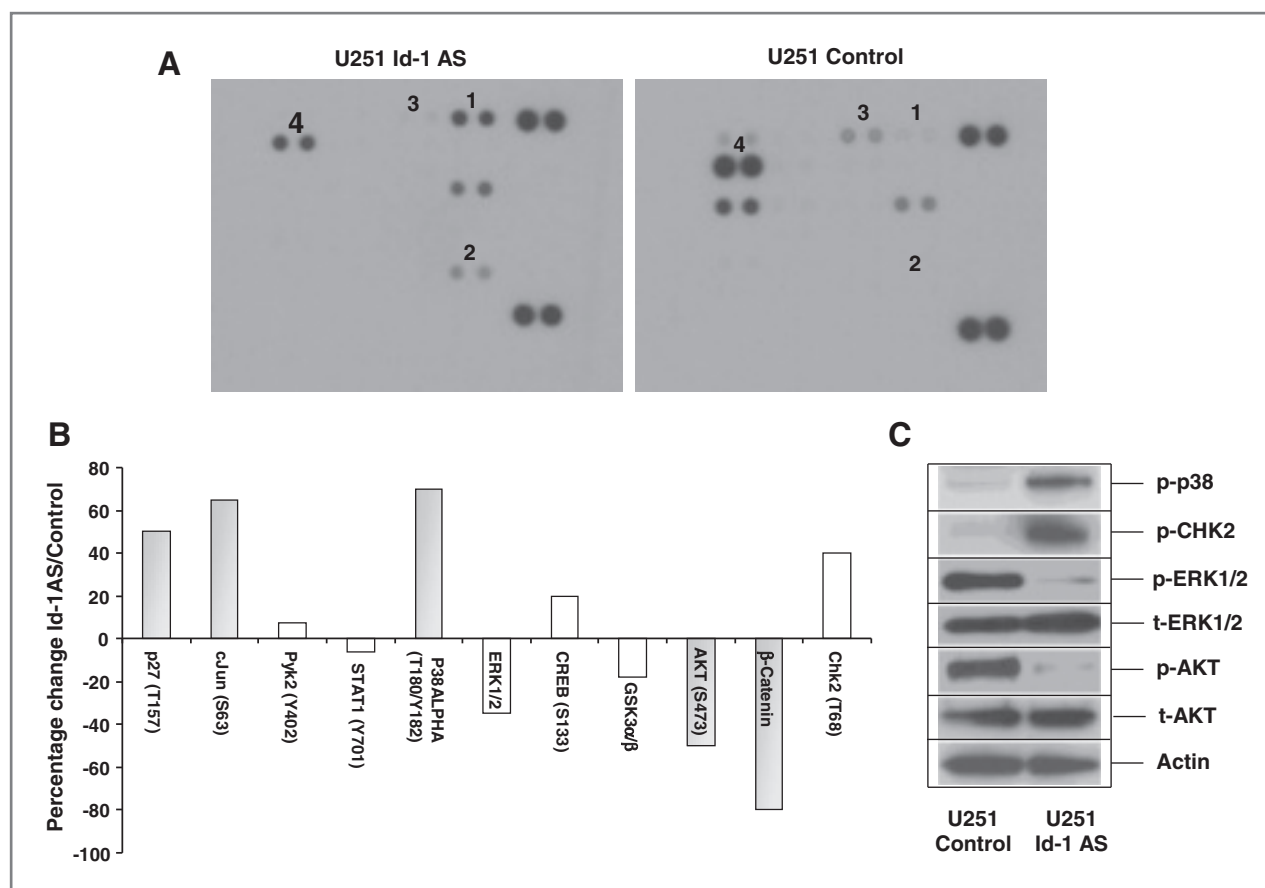 A
U251 Id-1 AS
U251 Control
4
3
1
2
3
1
4
2
B
Percentage change Id-1AS/Control
80
60
40
20
0
-20
-40
-60
-80
-100
p27 (T157)
cJun (S63)
Pyk2 (Y402)
STAT1 (Y701)
P38ALPHA
(T180/Y182)
ERK1/2
CREB (S133)
GSK3α/β
AKT (S473)
β-Catenin
Chk2 (T68)
C
p-p38
p-CHK2
p-ERK1/2
t-ERK1/2
p-AKT
t-AKT
Actin
U251
Control
U251
Id-1 AS